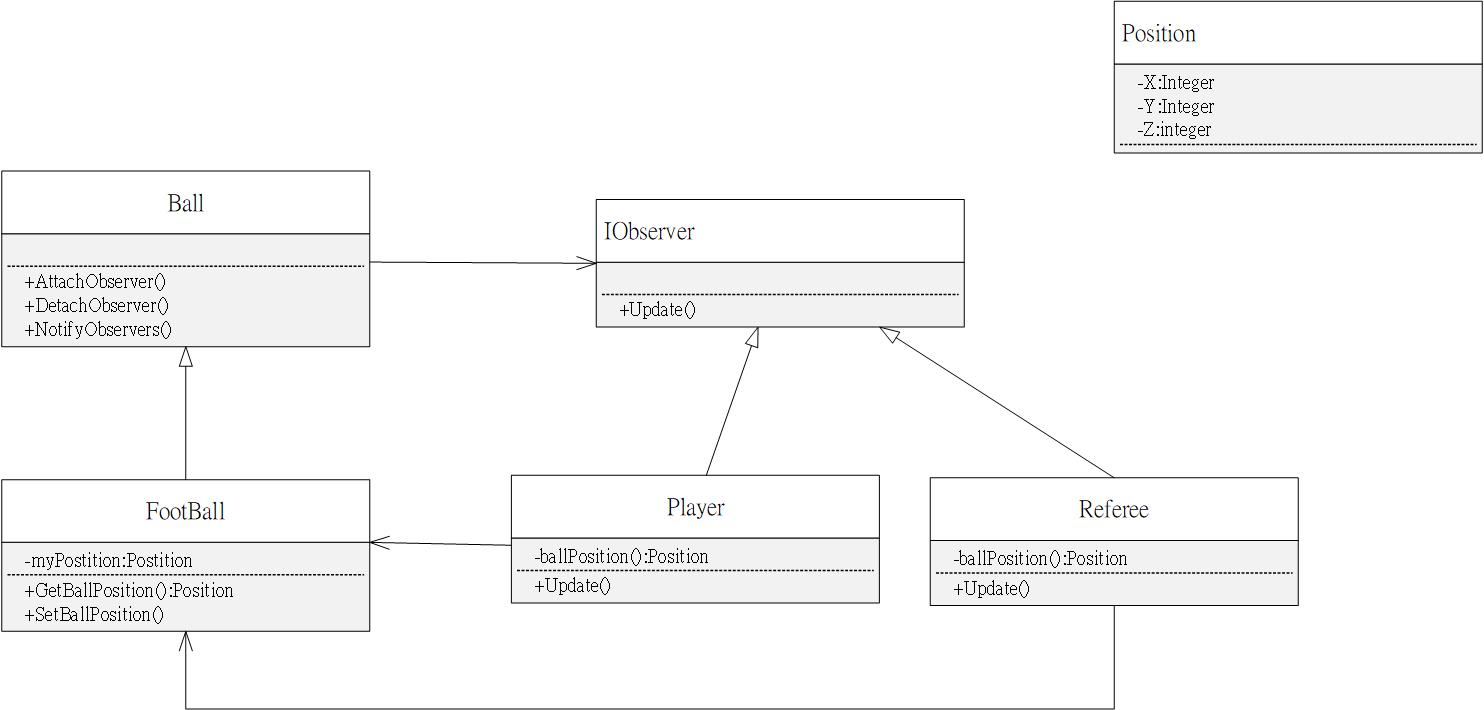 Position
-X:Integer
-Y:Integer
-Z:integer
Ball
+AttachObserver()
+DetachObserver()
+NotifyObservers()
IObserver
+Update()
FootBall
-myPostition:Postition
+GetBallPosition():Position
+SetBallPosition()
Player
-ballPosition():Position
+Update()
Referee
-ballPosition():Position
+Update()